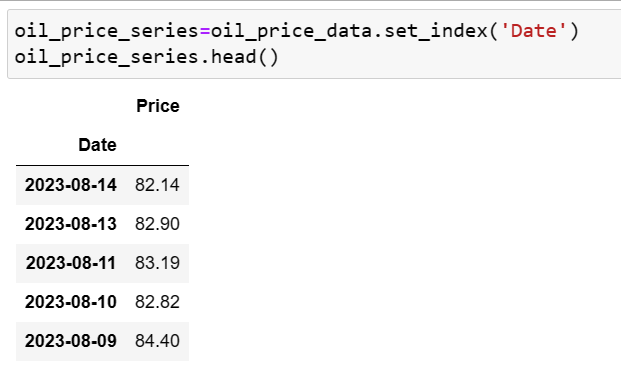 oil_price_series=oil_price_data.set_index('Date')
oil_price_series.head()
Price
Date
2023-08-14 82.14
2023-08-13 82.90
2023-08-11 83.19
2023-08-10 82.82
2023-08-09 84.40